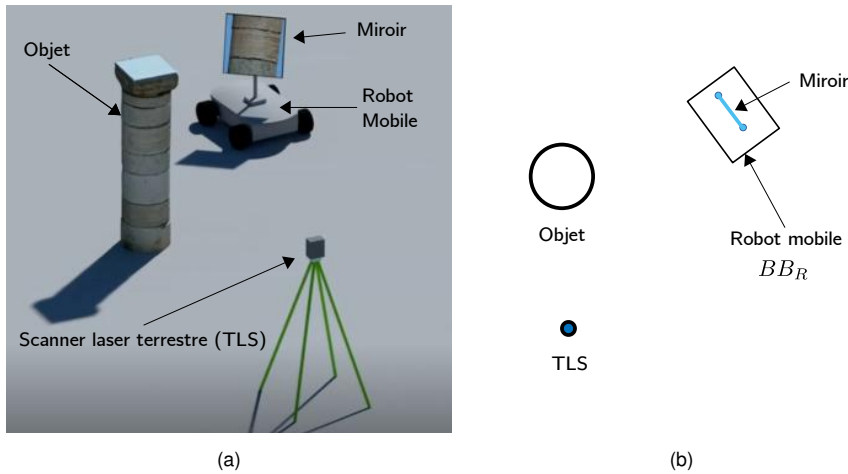 Objet
Miroir
Robot
Mobile
Scanner laser terrestre (TLS)
(a)
Miroir
Objet
Robot mobile
BB_R
TLS
(b)